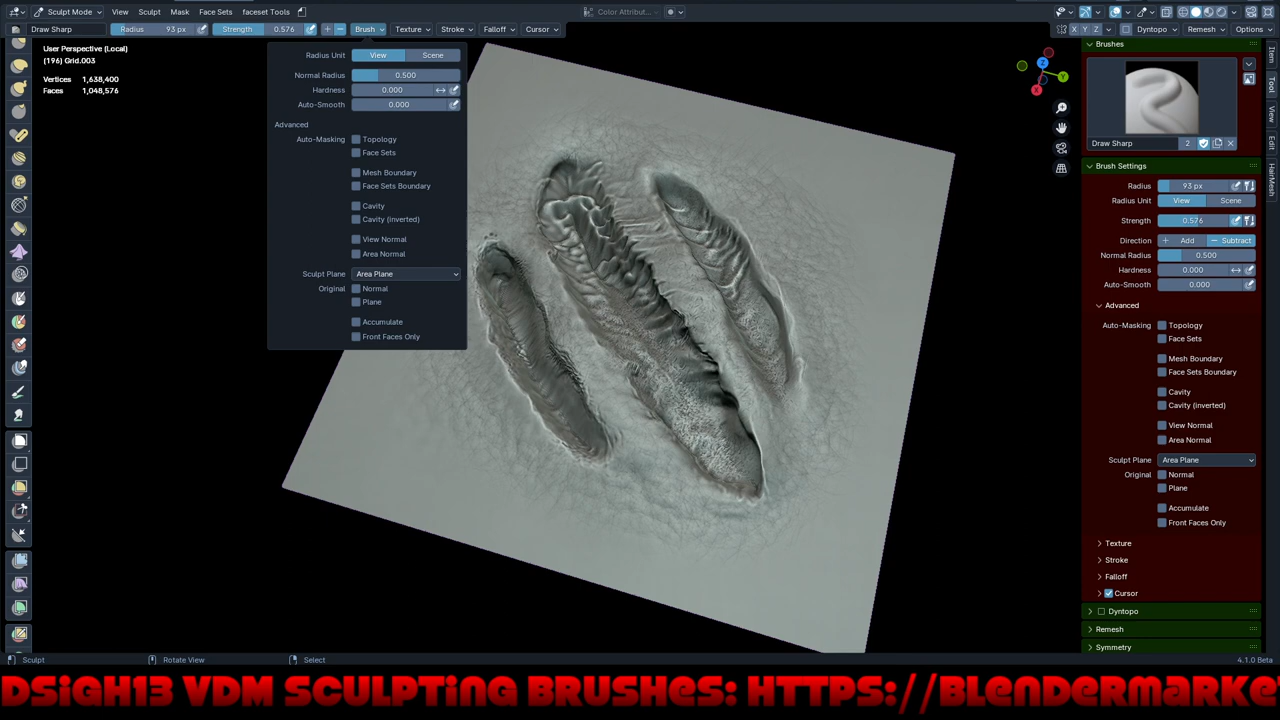 Sculpt Mode View Sculpt Mask Face Sets faceset Tools Color Attribut...
Draw Sharp Radius 93 px Strength 0.576 Brush Texture Stroke Falloff Cursor X Y Z Dyntopo Remesh Options
User Perspective (Local)
(196) Grid.003
Vertices 1,638,400
Faces 1,048,576
Radius Unit View Scene
Normal Radius 0.500
Hardness 0.000
Auto-Smooth 0.000
Advanced
Auto-Masking Topology
Face Sets
Mesh Boundary
Face Sets Boundary
Cavity
Cavity (inverted)
View Normal
Area Normal
Sculpt Plane Area Plane
Original Normal
Plane
Accumulate
Front Faces Only
Z
Y
X
Brushes
Draw Sharp 2
Brush Settings
Radius 93 px
Radius Unit View Scene
Strength 0.576
Direction + Add − Subtract
Normal Radius 0.500
Hardness 0.000
Auto-Smooth 0.000
Advanced
Auto-Masking Topology
Face Sets
Mesh Boundary
Face Sets Boundary
Cavity
Cavity (inverted)
View Normal
Area Normal
Sculpt Plane Area Plane
Original Normal
Plane
Accumulate
Front Faces Only
Texture
Stroke
Falloff
Cursor
Dyntopo
Remesh
Symmetry
Item
Tool
View
Edit
HairMesh
Sculpt Rotate View Select 4.1.0 Beta
DSiGH13 VDM SCULPTiNG BRUSHES: HTTPS://BLENDERMARKE